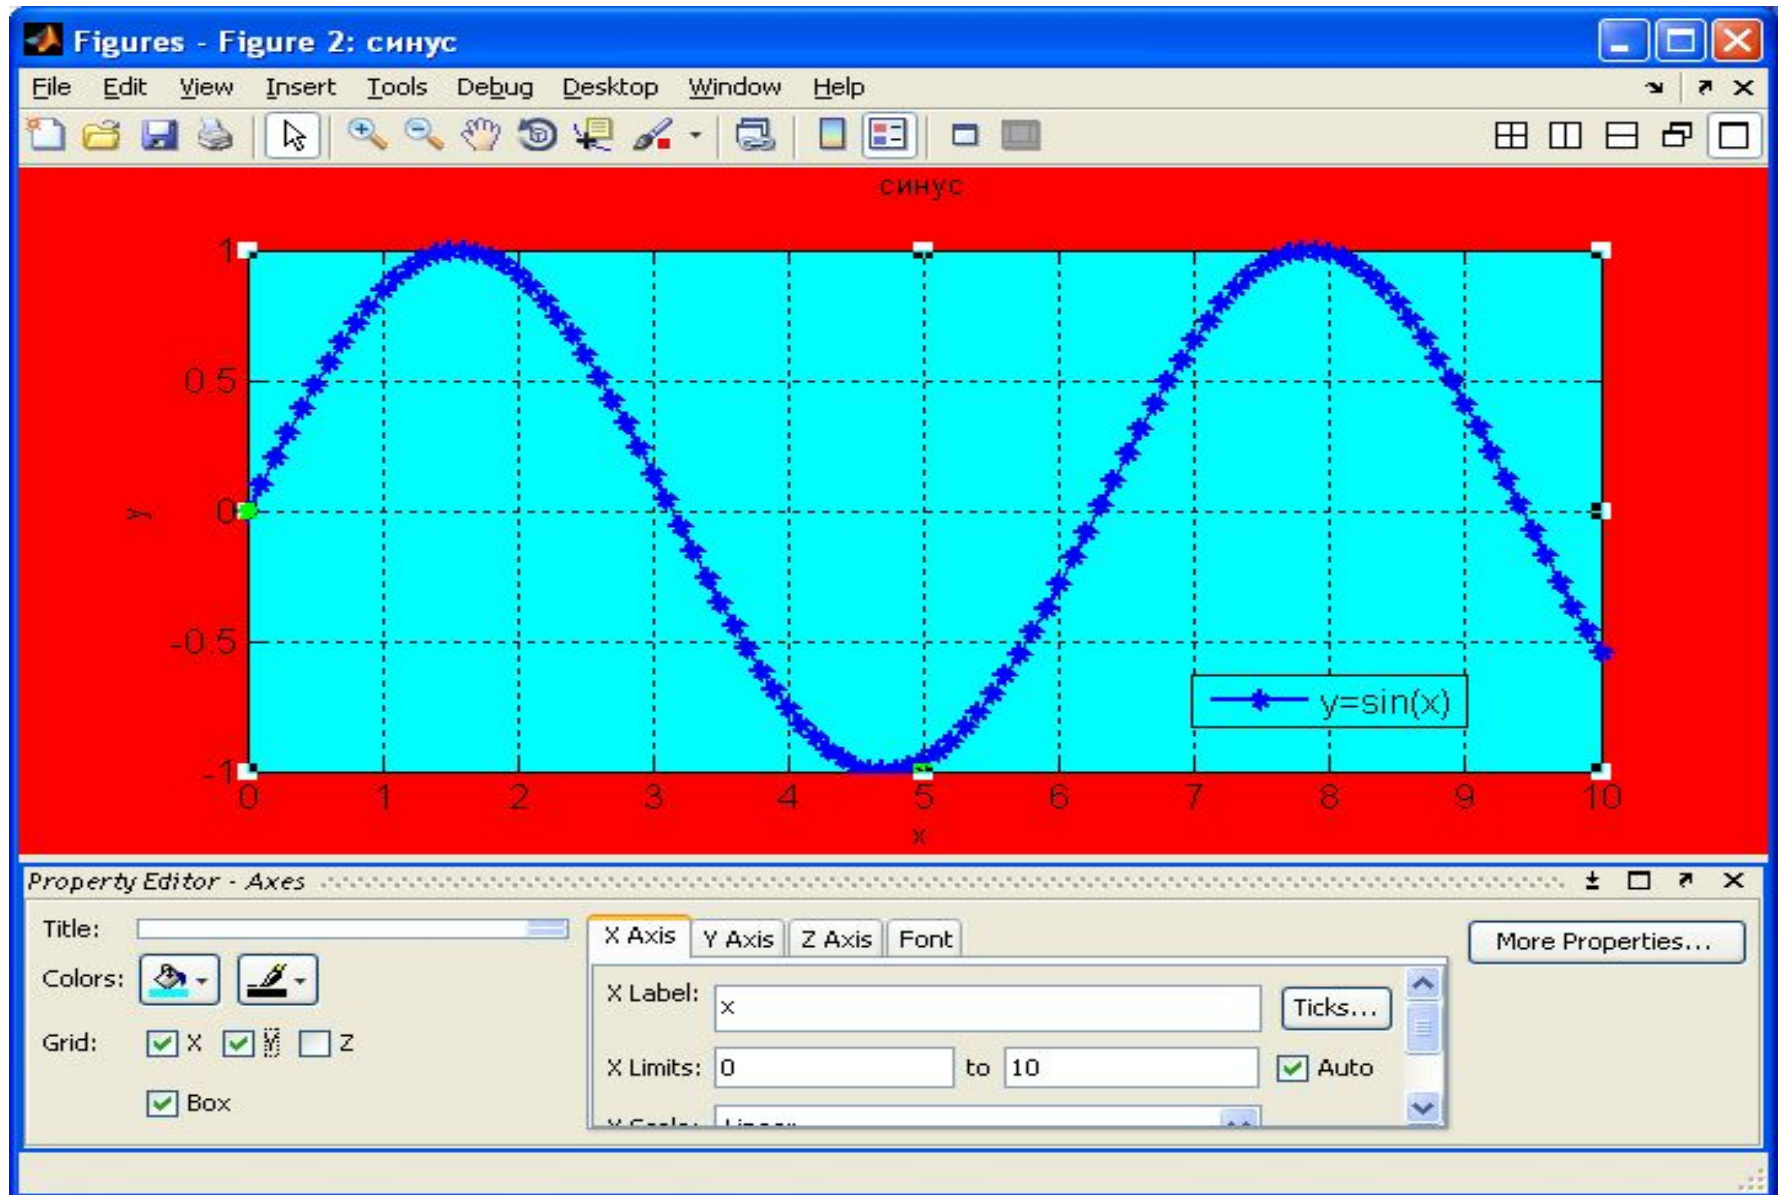 Figures - Figure 2: синус
File Edit View Insert Tools Debug Desktop Window Help
синус
1
0.5
0
-0.5
-1
y
y=sin(x)
0 1 2 3 4 5 6 7 8 9 10
x
Property Editor - Axes
Title:
X Axis Y Axis Z Axis Font
More Properties...
Colors:
X Label: x
Ticks...
Grid: X Y Z
X Limits: 0 to 10 Auto
Box
X Scale: Linear